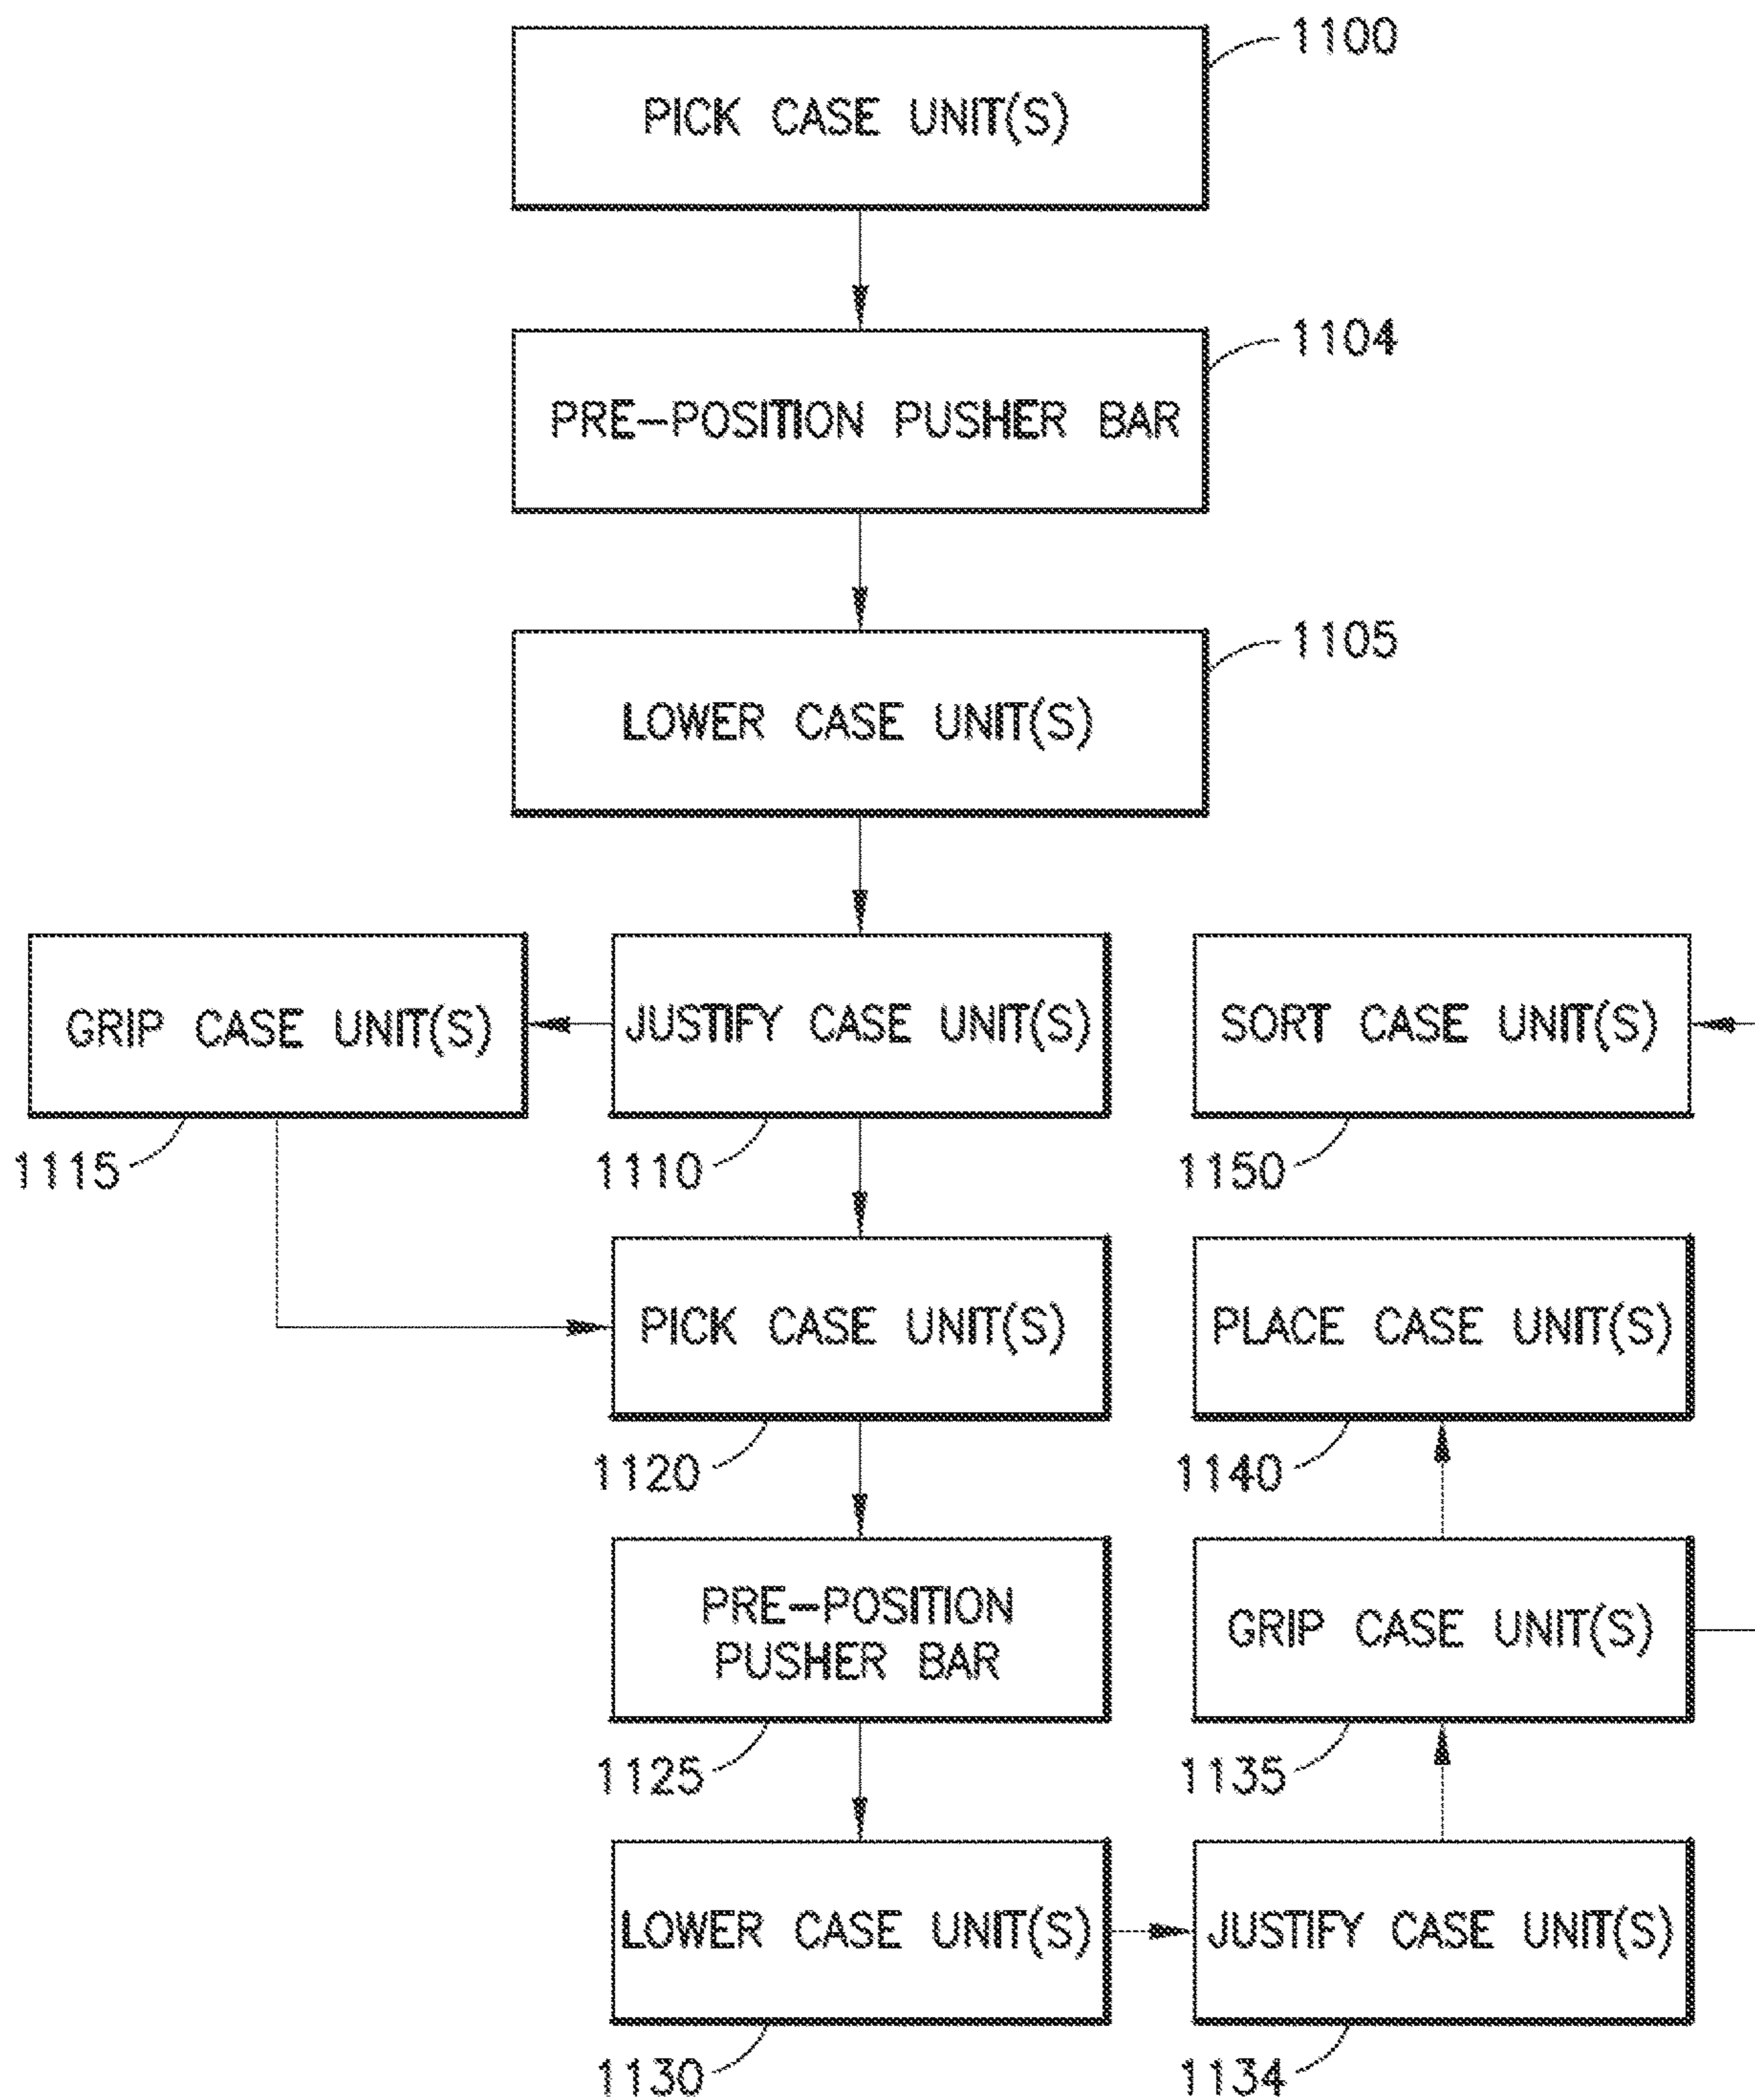 1100
PICK CASE UNIT(S)
1104
PRE-POSITION PUSHER BAR
1105
LOWER CASE UNIT(S)
GRIP CASE UNIT(S)
JUSTIFY CASE UNIT(S)
SORT CASE UNIT(S)
1115
1110
1150
PICK CASE UNIT(S)
PLACE CASE UNIT(S)
1120
1140
PRE-POSITION
PUSHER BAR
GRIP CASE UNIT(S)
1125
1135
LOWER CASE UNIT(S)
JUSTIFY CASE UNIT(S)
1130
1134